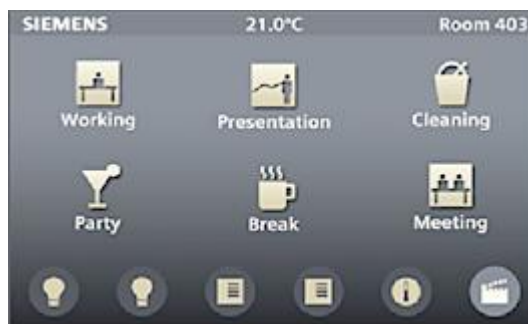 SIEMENS 21.0°C Room 403
Working Presentation Cleaning
Party Break Meeting